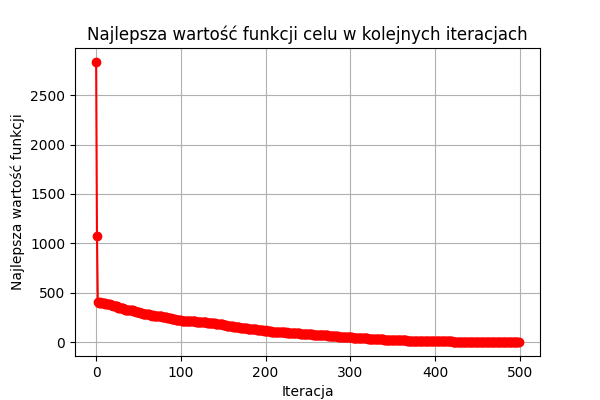 Najlepsza wartość funkcji celu w kolejnych iteracjach
Najlepsza wartość funkcji
2500
2000
1500
1000
500
0
0 100 200 300 400 500
Iteracja